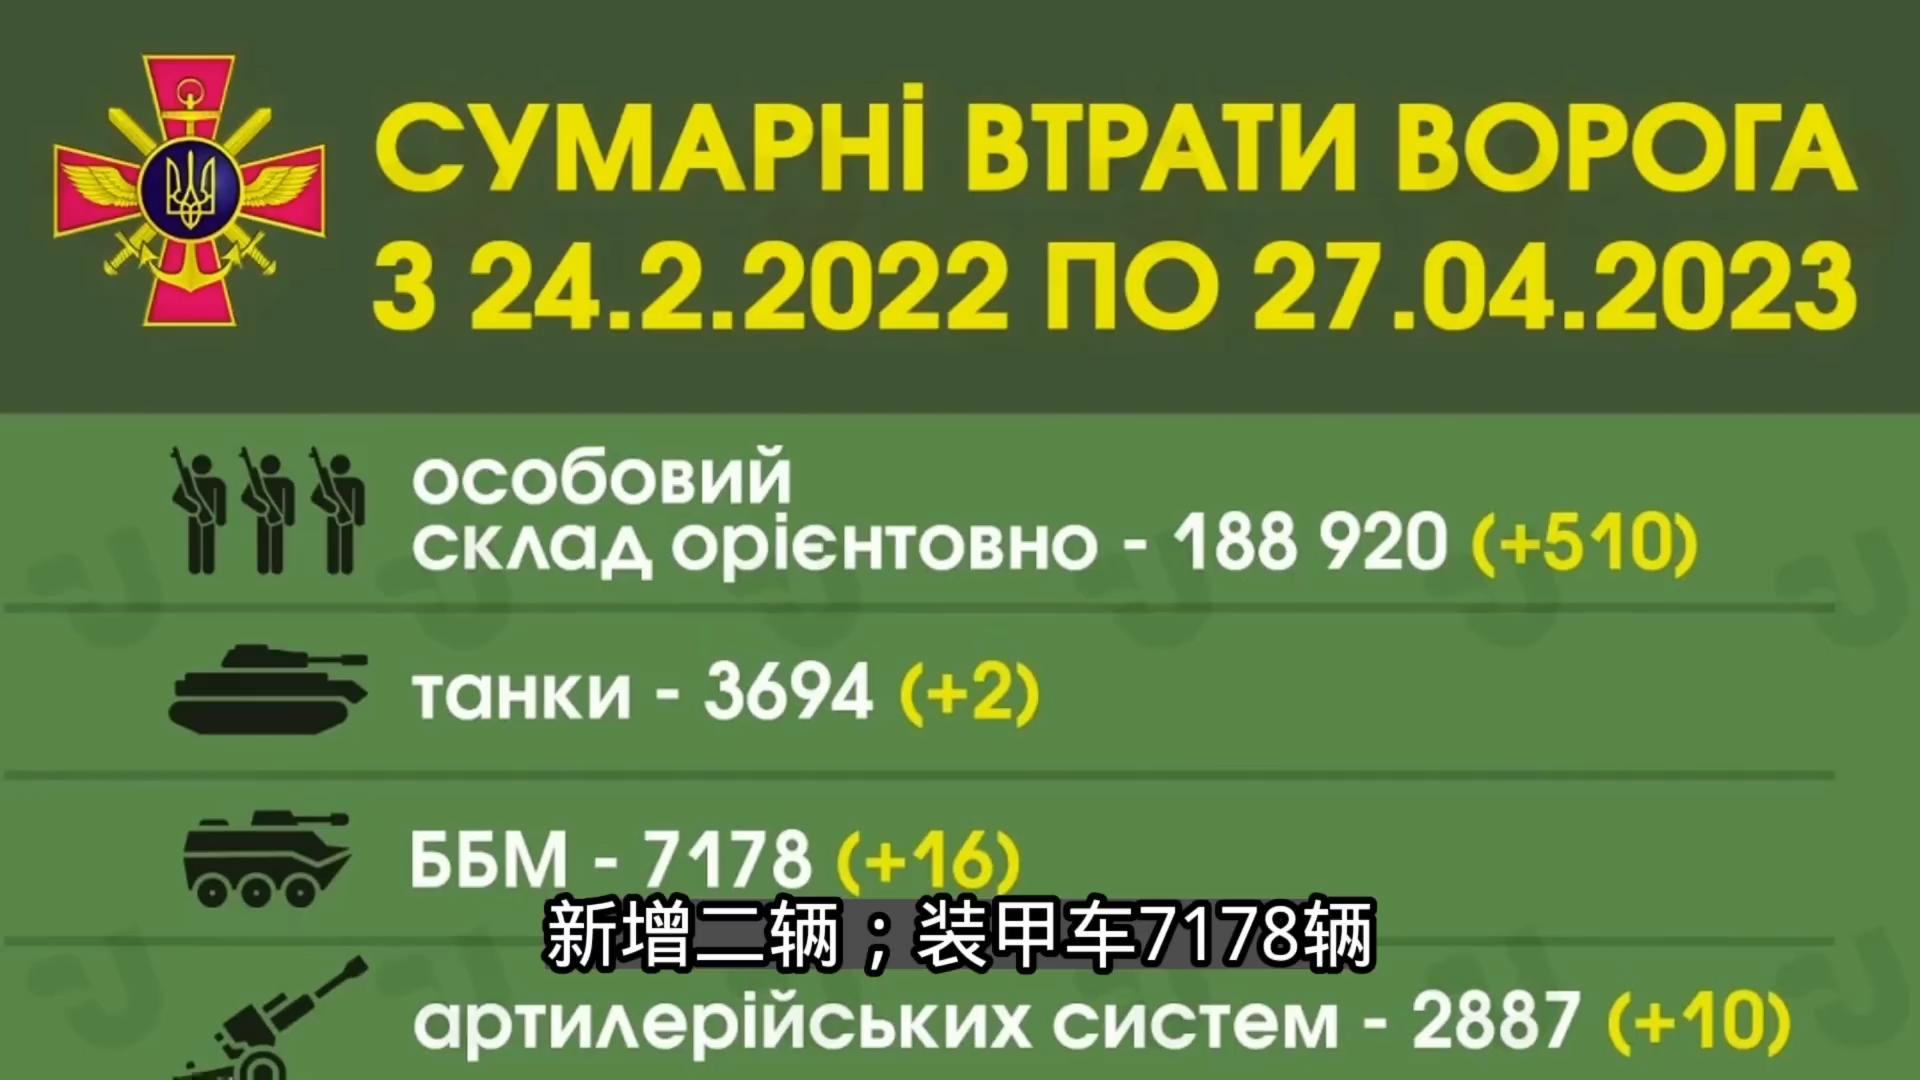 СУМАРНІ ВТРАТИ ВОРОГА
З 24.2.2022 ПО 27.04.2023
особовий
склад орієнтовно - 188 920 (+510)
танки - 3694 (+2)
ББМ - 7178 (+16)
新增二辆；装甲车7178辆
артилерійських систем - 2887 (+10)